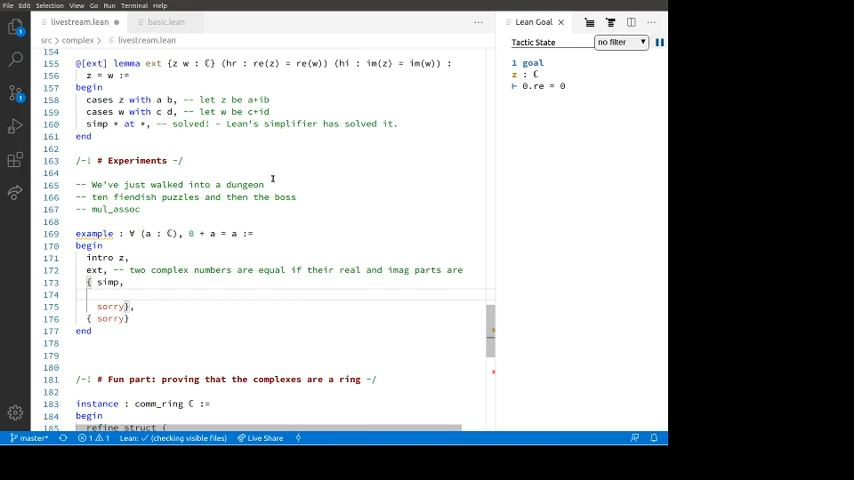 File Edit Selection View Go Run Terminal Help
livestream.lean basic.lean Lean Goal
src > complex > livestream.lean
Tactic State no filter
154
155 @[ext] lemma ext {z w : ℂ} (hr : re(z) = re(w)) (hi : im(z) = im(w)) :
1 goal
156 z = w :=
z : ℂ
157 begin
⊢ 0.re = 0
158 cases z with a b, -- let z be a+ib
159 cases w with c d, -- let w be c+id
160 simp * at *, -- solved! - Lean's simplifier has solved it.
161 end
162
163 /-! # Experiments -/
164
165 -- We've just walked into a dungeon
166 -- ten fiendish puzzles and then the boss
167 -- mul_assoc
168
169 example : ∀ (a : ℂ), 0 + a = a :=
170 begin
171 intro z,
172 ext, -- two complex numbers are equal if their real and imag parts are
173 { simp,
174
175 sorry},
176 { sorry}
177 end
178
179
180
181 /-! # Fun part: proving that the complexes are a ring -/
182
183 instance : comm_ring ℂ :=
184 begin
185 refine_struct {
master* 1 1 Lean: ✓ (checking visible files) Live Share